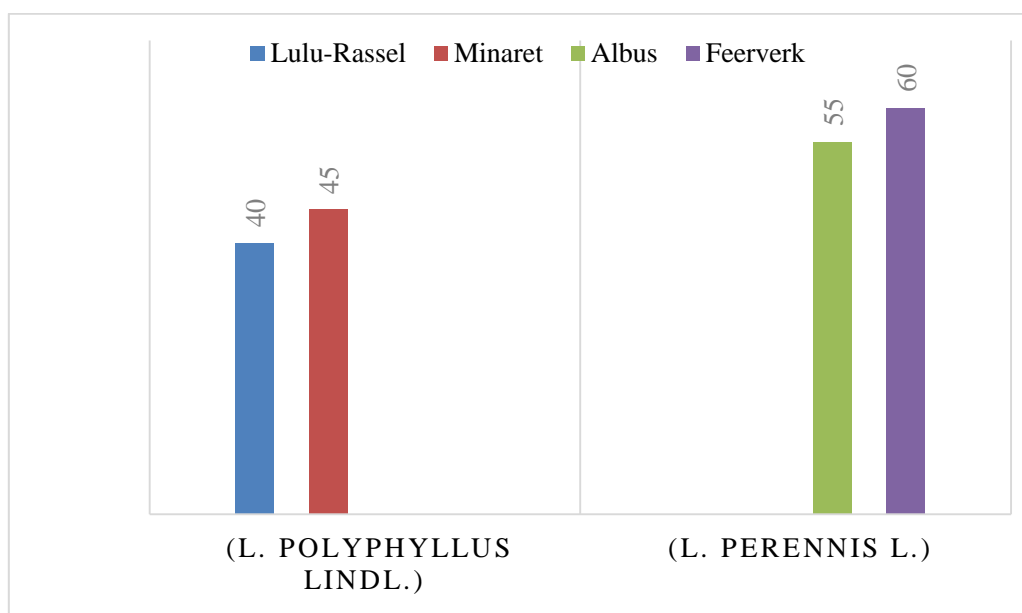 Lulu-Rassel Minaret Albus Feerverk
40
45
55
60
(L. POLYPHYLLUS
LINDL.)
(L. PERENNIS L.)